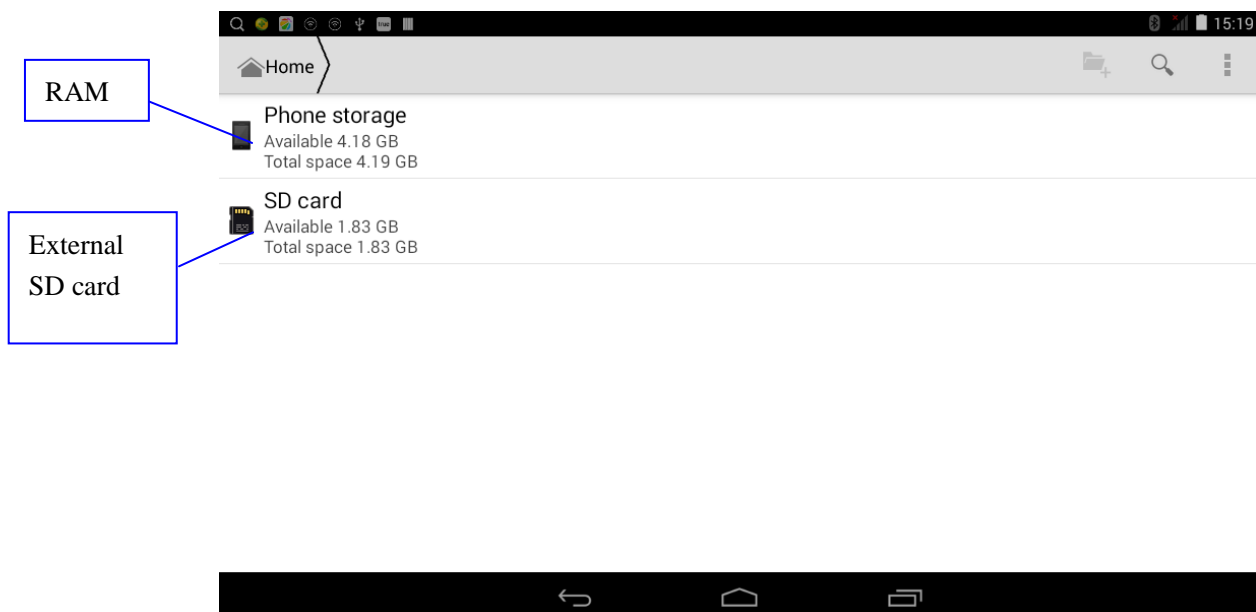 15:19
Home
RAM
Phone storage
Available 4.18 GB
Total space 4.19 GB
External
SD card
SD card
Available 1.83 GB
Total space 1.83 GB